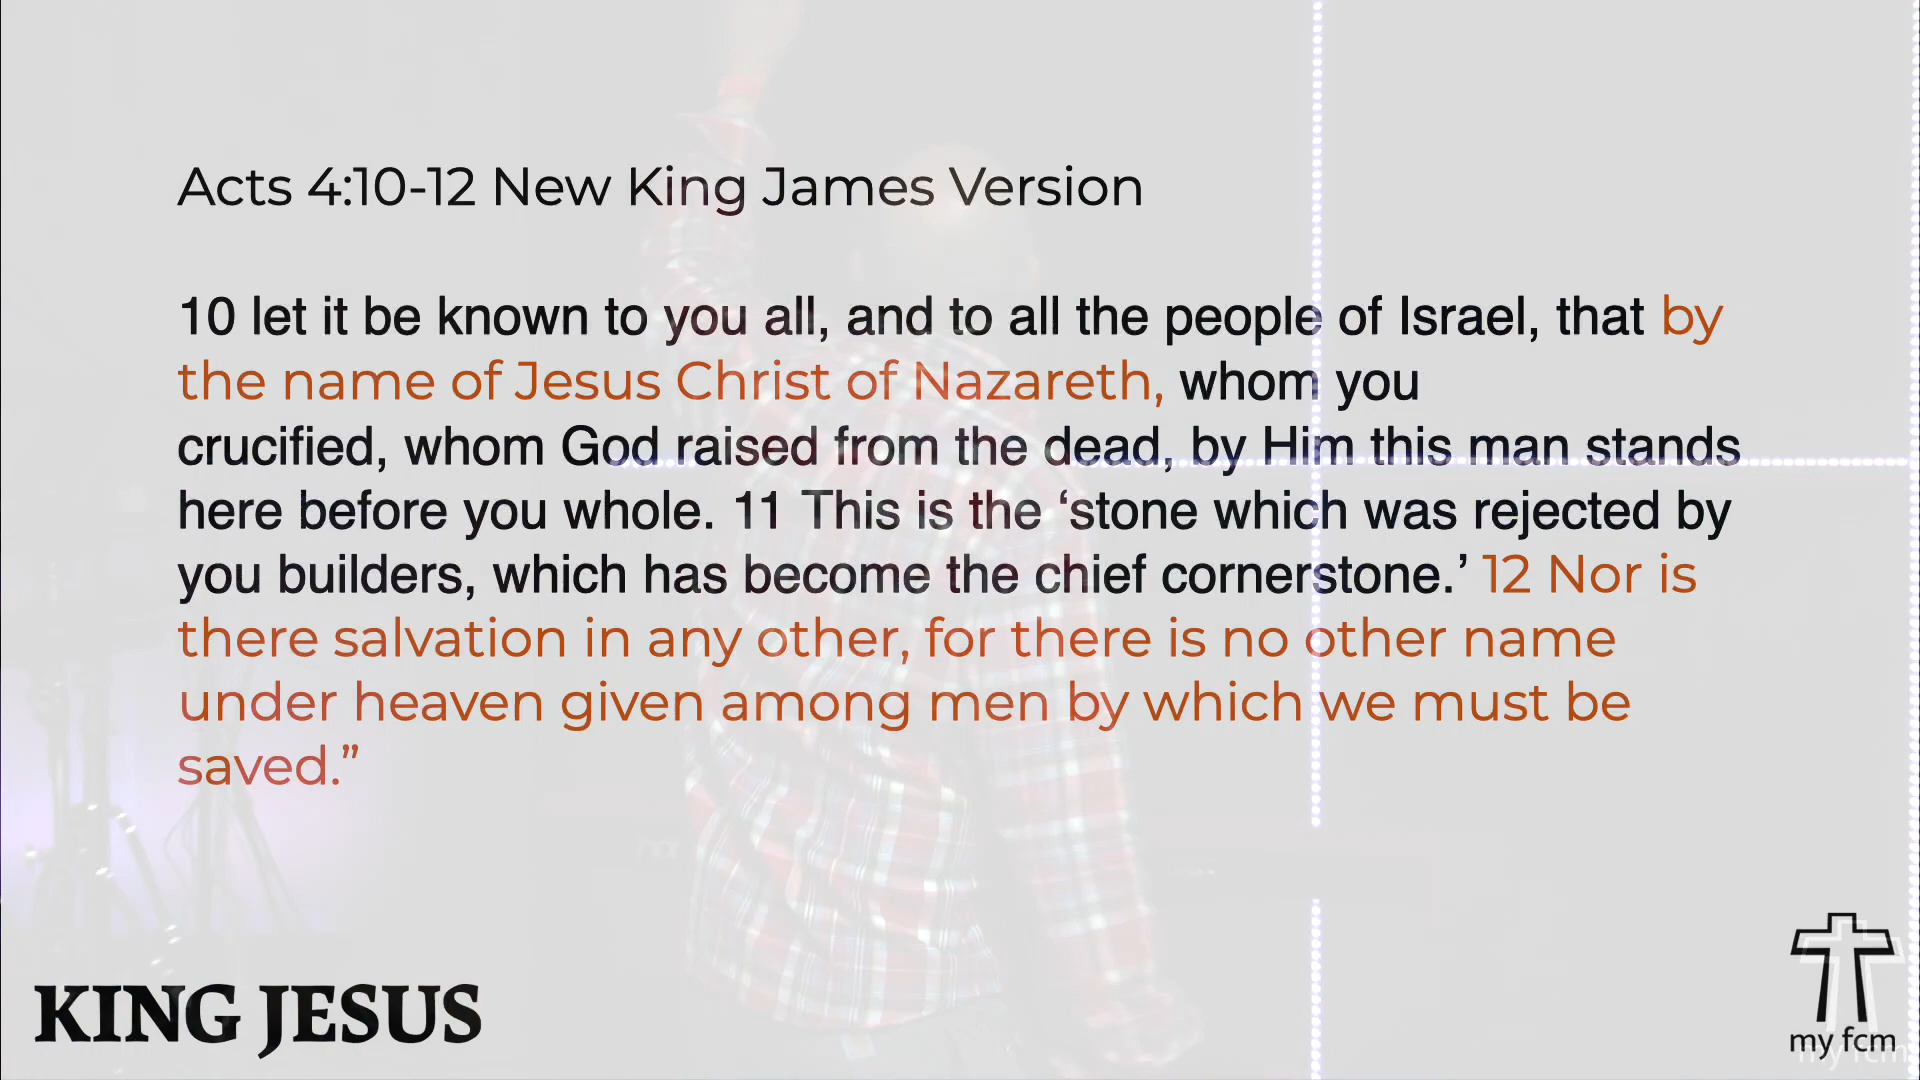 Acts 4:10-12 New King James Version
10 let it be known to you all, and to all the people of Israel, that by
the name of Jesus Christ of Nazareth, whom you
crucified, whom God raised from the dead, by Him this man stands
here before you whole. 11 This is the ‘stone which was rejected by
you builders, which has become the chief cornerstone.’ 12 Nor is
there salvation in any other, for there is no other name
under heaven given among men by which we must be
saved.”
KING JESUS
my fcm